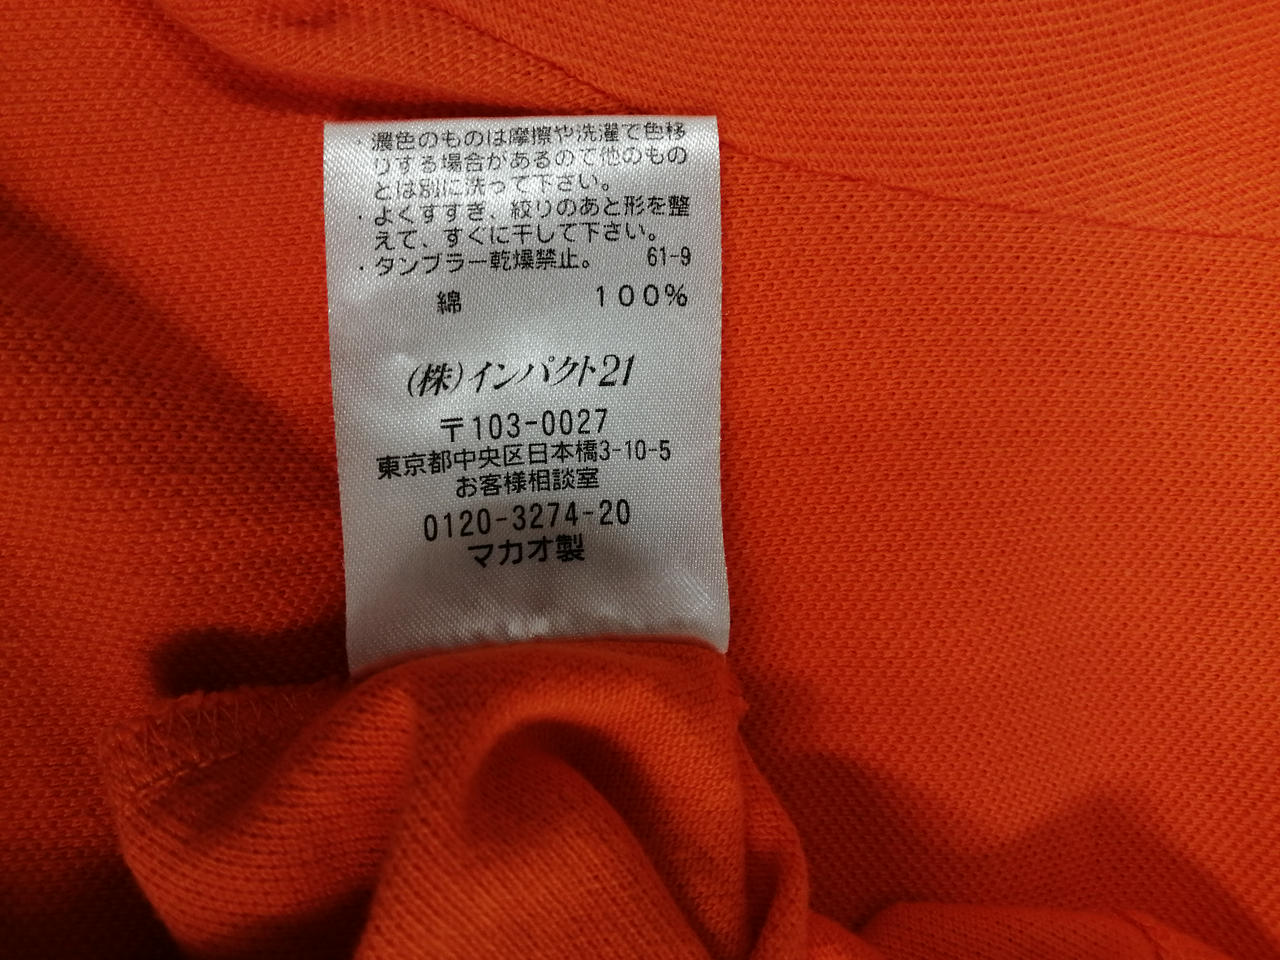 ・濃色のものは摩擦や洗濯で色移
りする場合があるので他のもの
とは別に洗って下さい。
・よくすすぎ、絞りのあと形を整
えて、すぐに干して下さい。
・タンブラー乾燥禁止。 61-9
綿 100%
(株)インパクト21
〒103-0027
東京都中央区日本橋3-10-5
お客様相談室
0120-3274-20
マカオ製